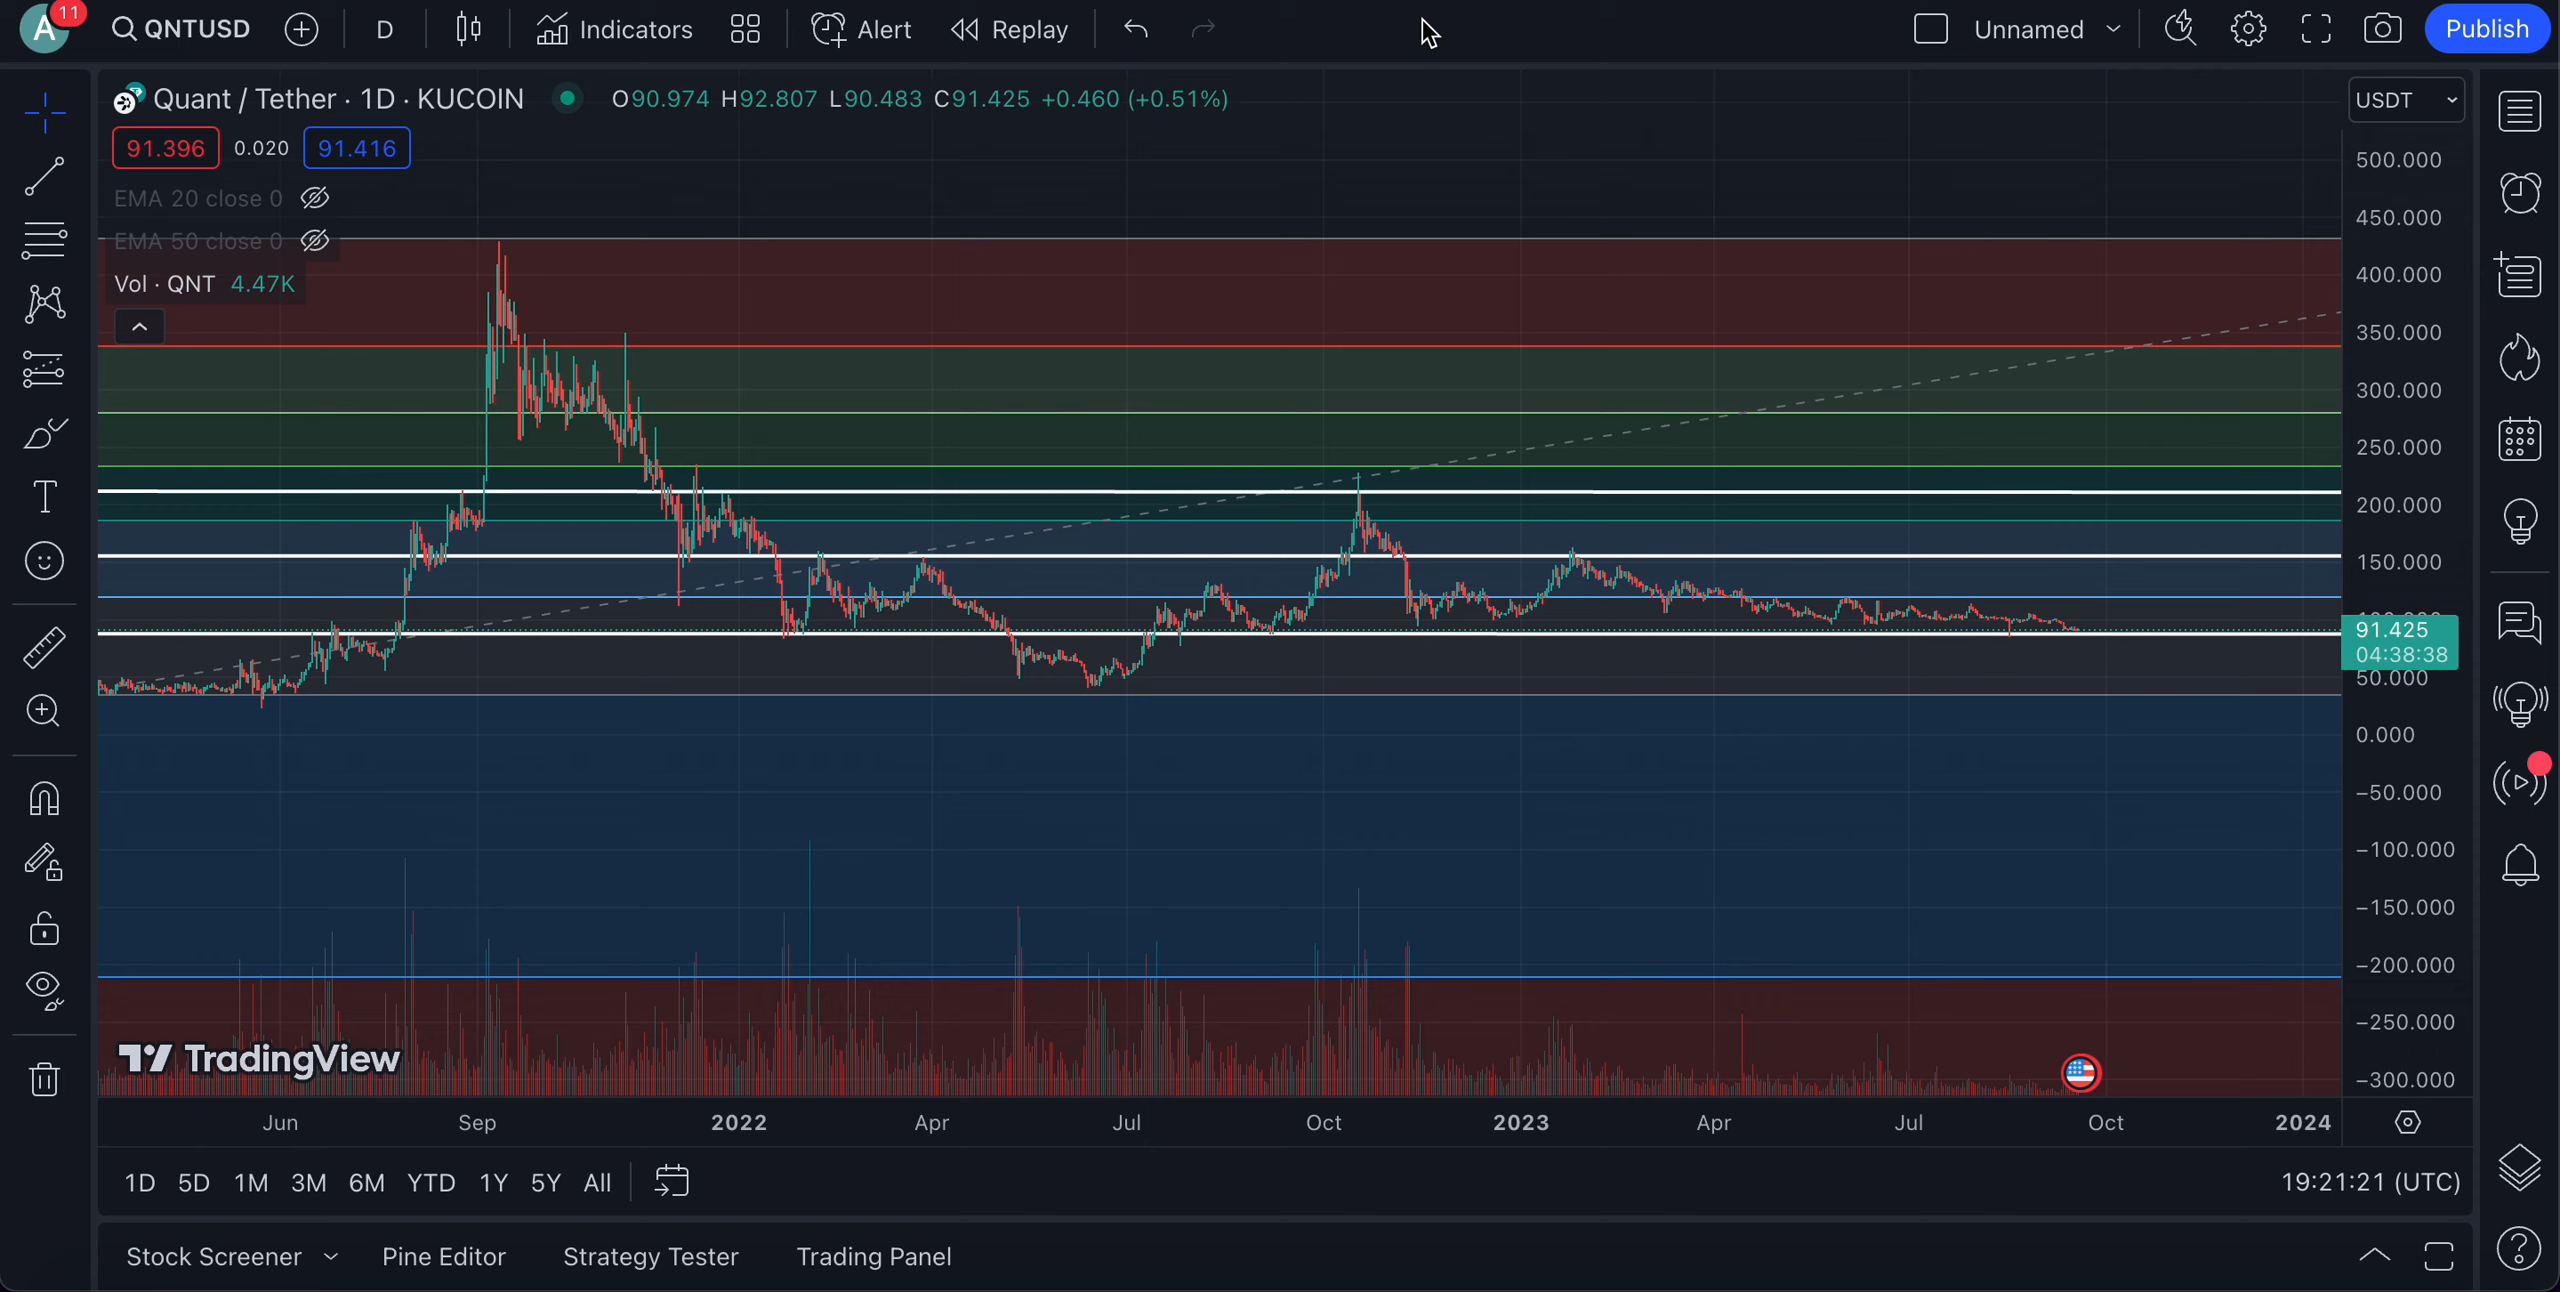 A 11 QNTUSD D Indicators Alert Replay Unnamed Publish
Quant / Tether · 1D · KUCOIN O90.974 H92.807 L90.483 C91.425 +0.460 (+0.51%)
USDT
91.396 0.020 91.416
EMA 20 close 0
EMA 50 close 0
Vol · QNT 4.47K
500.000
450.000
400.000
350.000
300.000
250.000
200.000
150.000
91.425
04:38:38
50.000
0.000
−50.000
−100.000
−150.000
−200.000
−250.000
−300.000
TradingView
Jun Sep 2022 Apr Jul Oct 2023 Apr Jul Oct 2024
1D 5D 1M 3M 6M YTD 1Y 5Y All 19:21:21 (UTC)
Stock Screener Pine Editor Strategy Tester Trading Panel